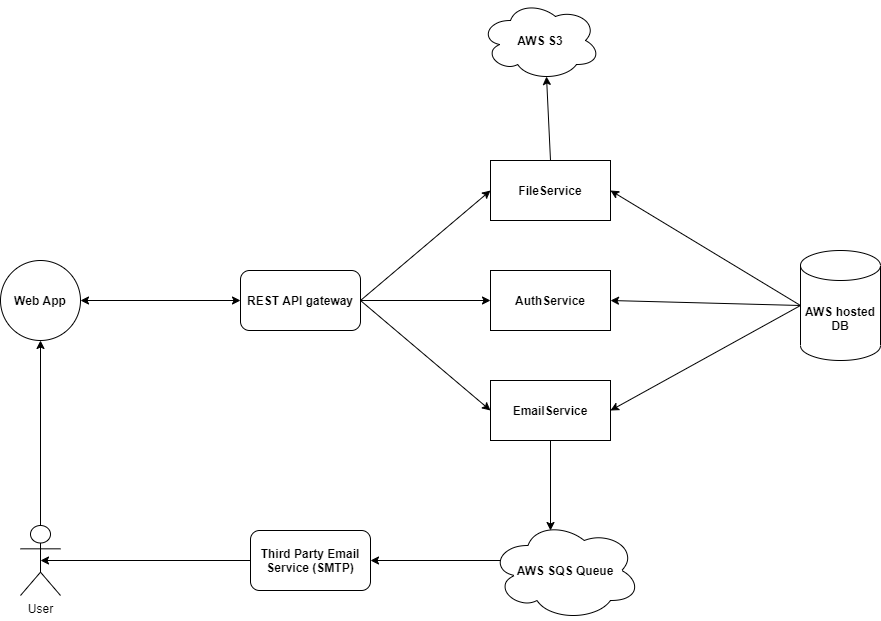 AWS S3
FileService
Web App
REST API gateway
AuthService
AWS hosted
DB
EmailService
Third Party Email
Service (SMTP)
AWS SQS Queue
User